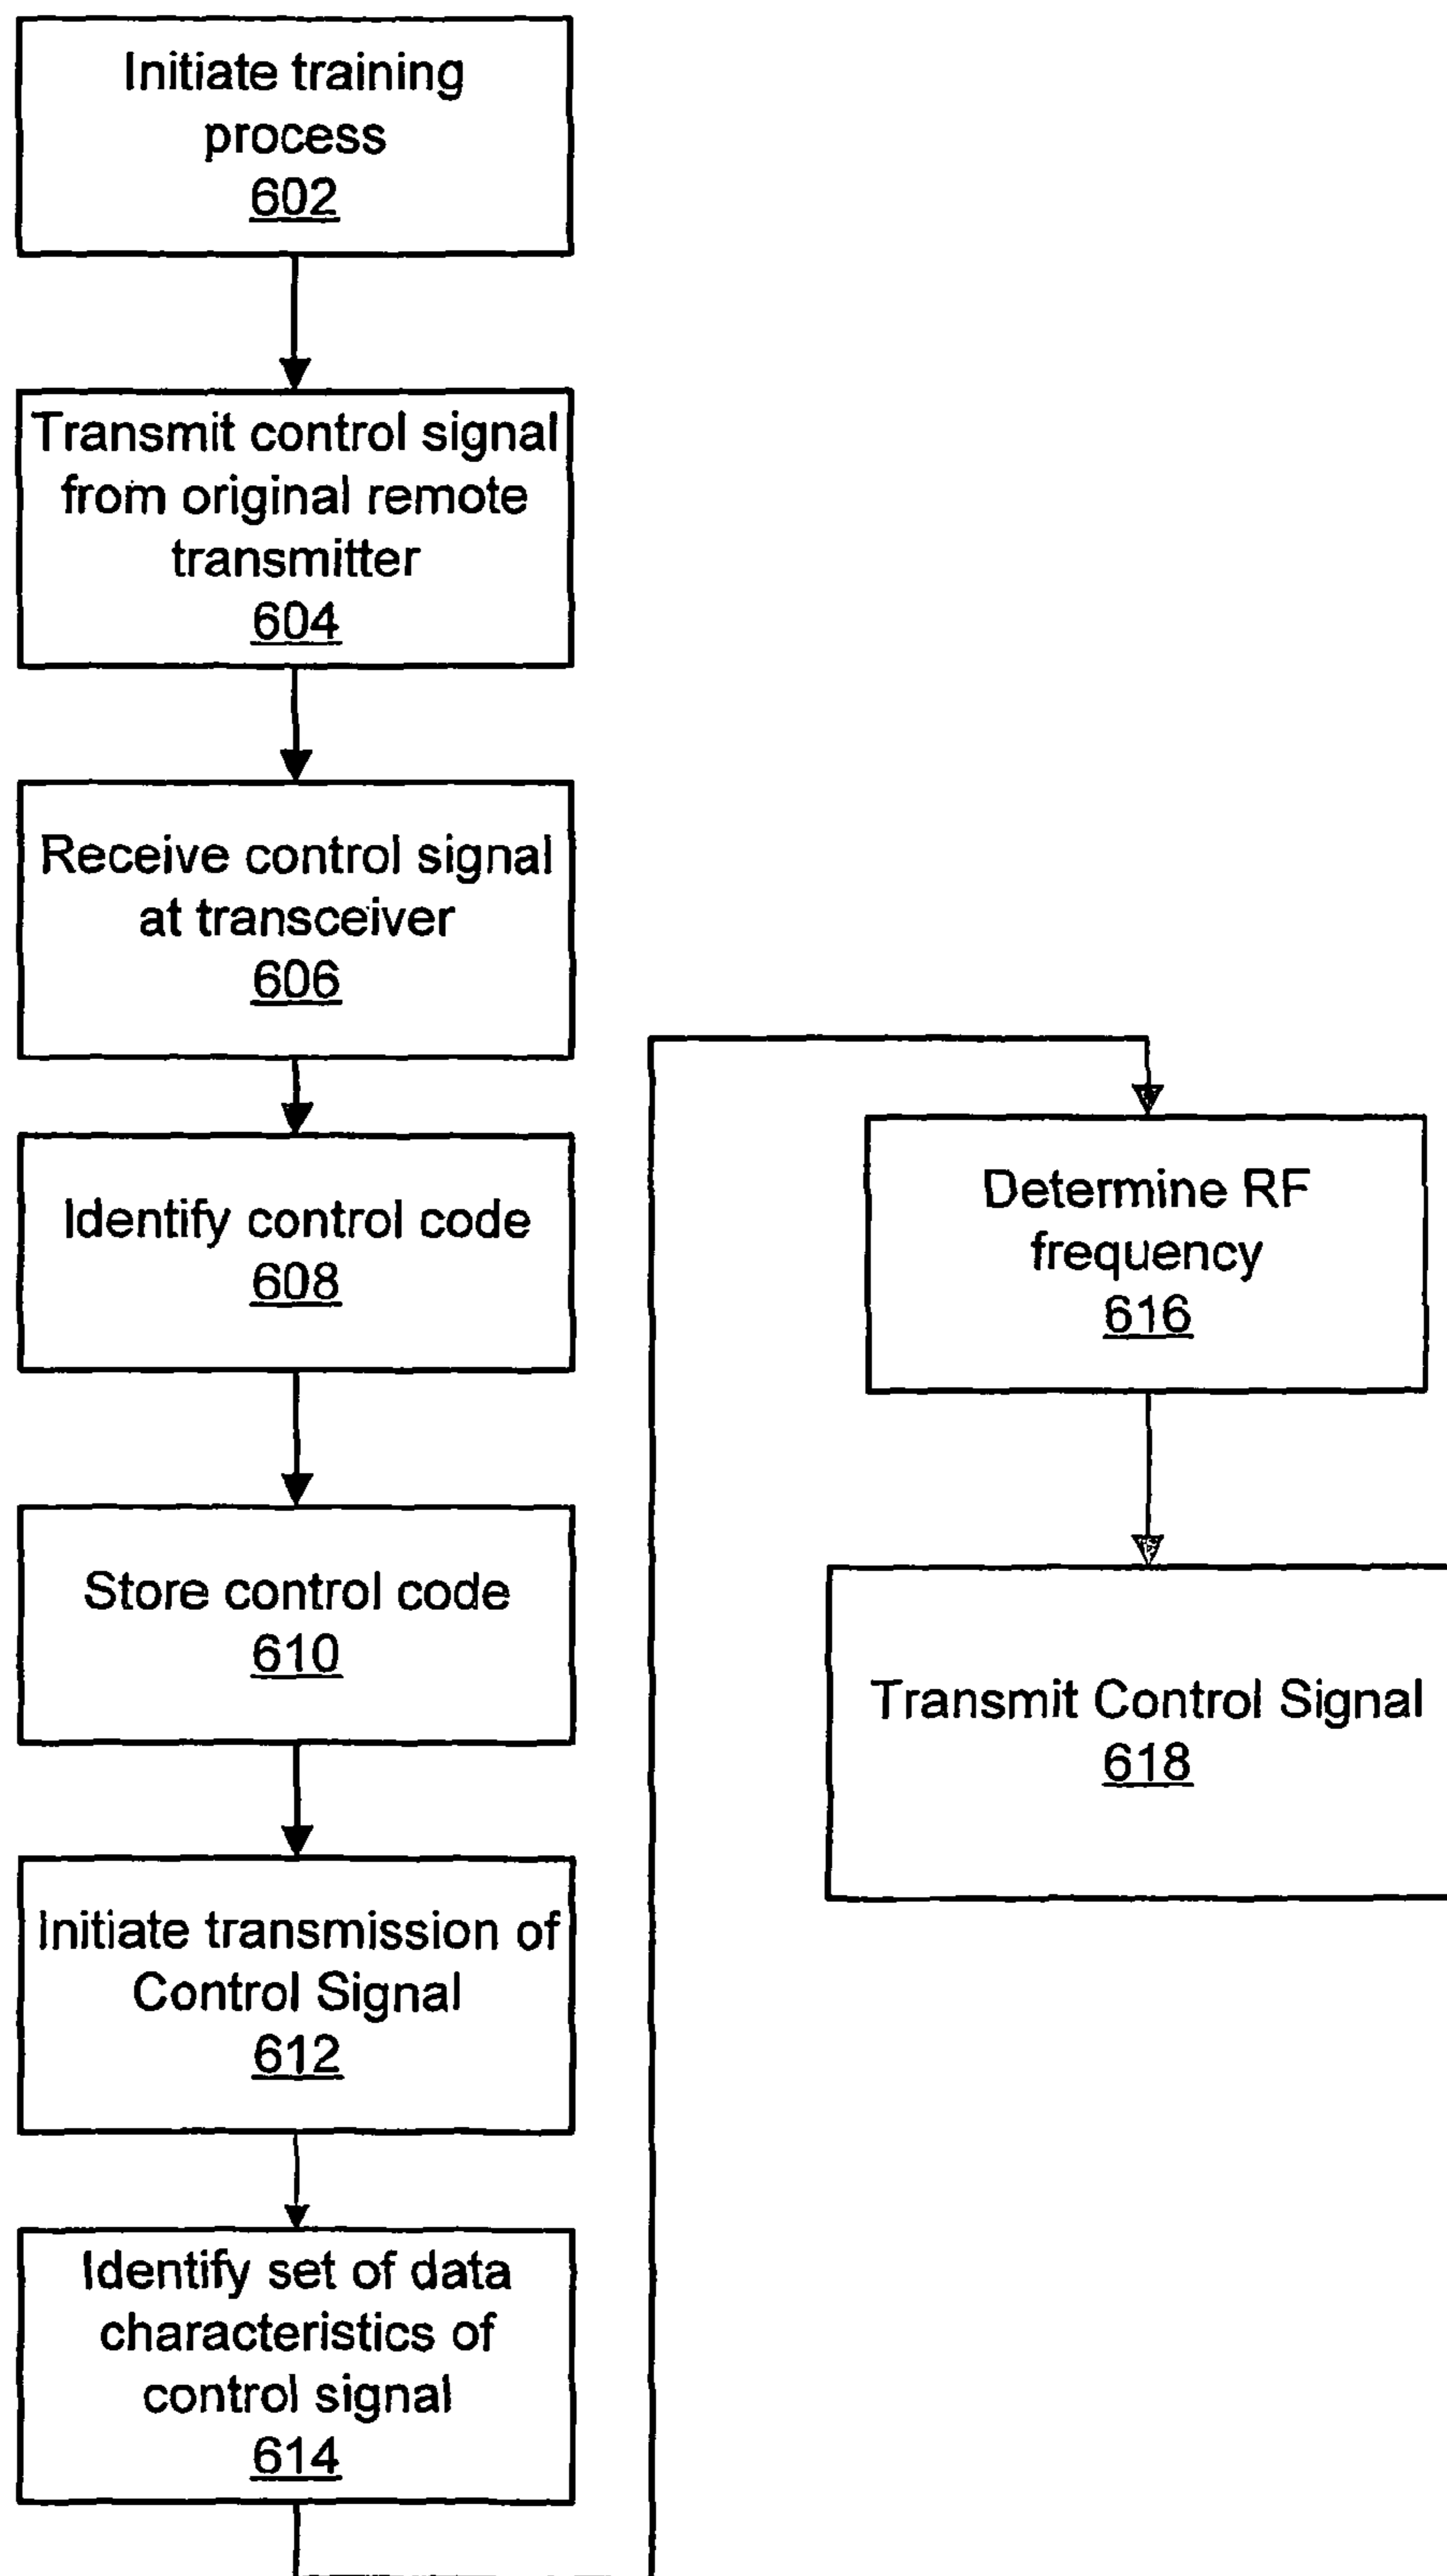 Initiate training
process
602
Transmit control signal
from original remote
transmitter
604
Receive control signal
at transceiver
606
Identify control code
608
Store control code
610
Initiate transmission of
Control Signal
612
Identify set of data
characteristics of
control signal
614
Determine RF
frequency
616
Transmit Control Signal
618